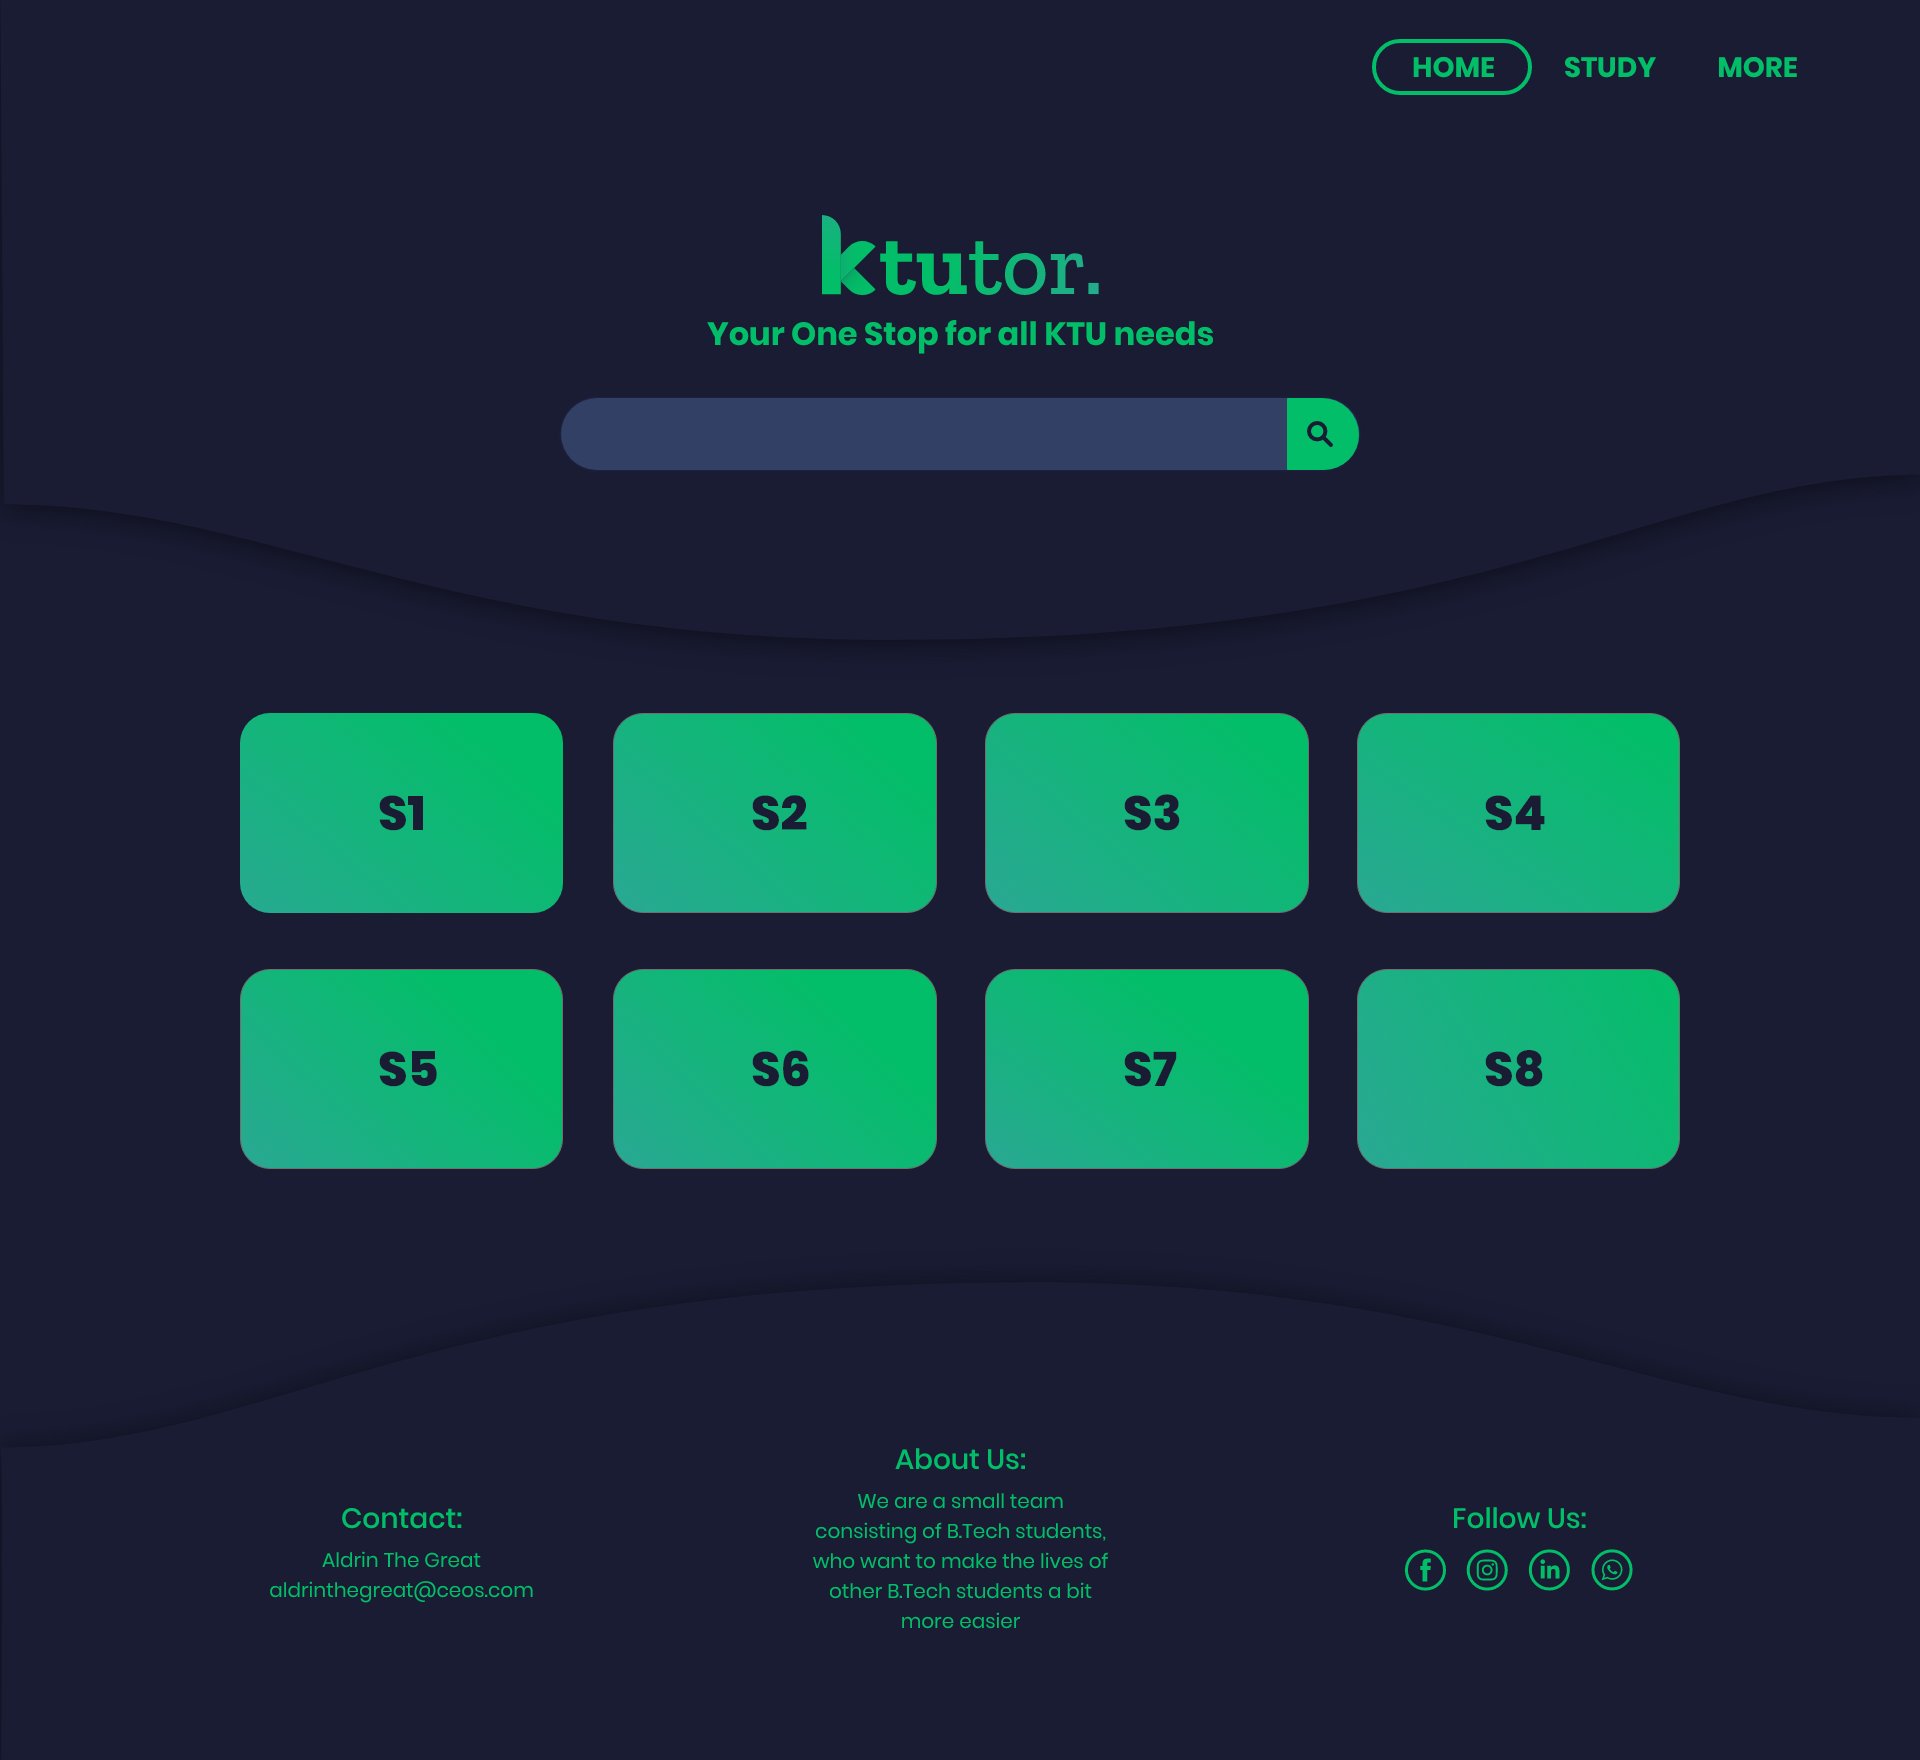 HOME STUDY MORE
ktutor.
Your One Stop for all KTU needs
S1 S2 S3 S4
S5 S6 S7 S8
Contact:
Aldrin The Great
aldrinthegreat@ceos.com
About Us:
We are a small team
consisting of B.Tech students,
who want to make the lives of
other B.Tech students a bit
more easier
Follow Us: